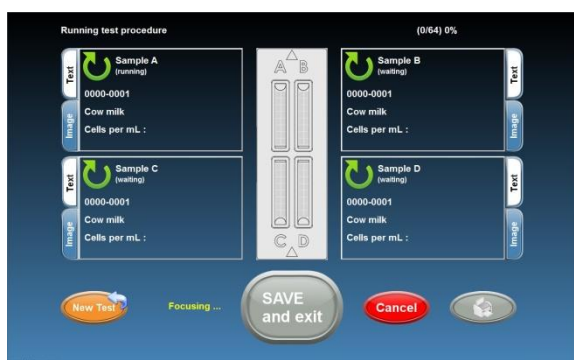 Running test procedure
(0/64) 0%
Text
Image
Sample A
(running)
0000-0001
Cow milk
Cells per mL :
A B
C D
Sample B
(waiting)
0000-0001
Cow milk
Cells per mL :
Text
Image
Text
Image
Sample C
(waiting)
0000-0001
Cow milk
Cells per mL :
Sample D
(waiting)
0000-0001
Cow milk
Cells per mL :
Text
Image
New Test
Focusing ...
SAVE
and exit
Cancel